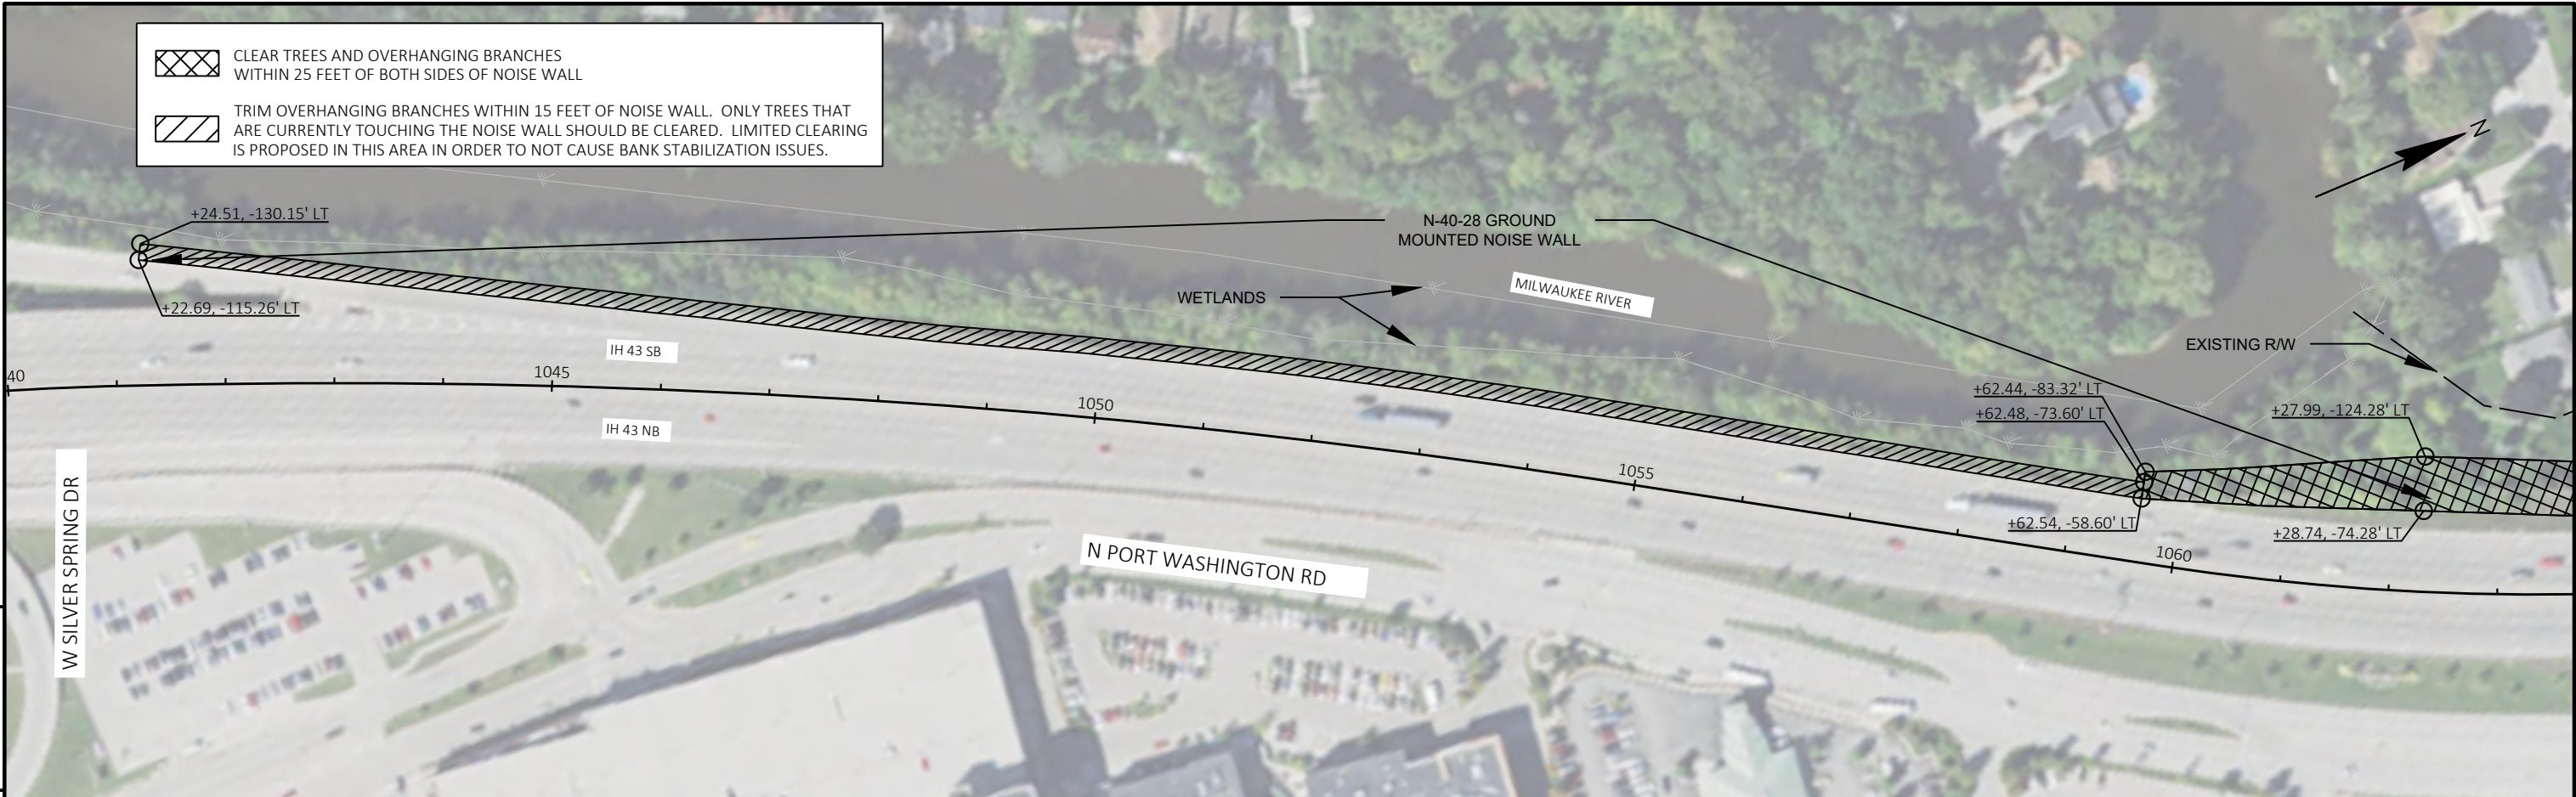 CLEAR TREES AND OVERHANGING BRANCHES
WITHIN 25 FEET OF BOTH SIDES OF NOISE WALL
TRIM OVERHANGING BRANCHES WITHIN 15 FEET OF NOISE WALL. ONLY TREES THAT
ARE CURRENTLY TOUCHING THE NOISE WALL SHOULD BE CLEARED. LIMITED CLEARING
IS PROPOSED IN THIS AREA IN ORDER TO NOT CAUSE BANK STABILIZATION ISSUES.
N
+24.51, -130.15' LT
N-40-28 GROUND
MOUNTED NOISE WALL
+22.69, -115.26' LT
WETLANDS
MILWAUKEE RIVER
EXISTING R/W
IH 43 SB
40
1045
1050
IH 43 NB
+62.44, -83.32' LT
+62.48, -73.60' LT
+27.99, -124.28' LT
1055
+62.54, -58.60' LT
+28.74, -74.28' LT
1060
W SILVER SPRING DR
N PORT WASHINGTON RD